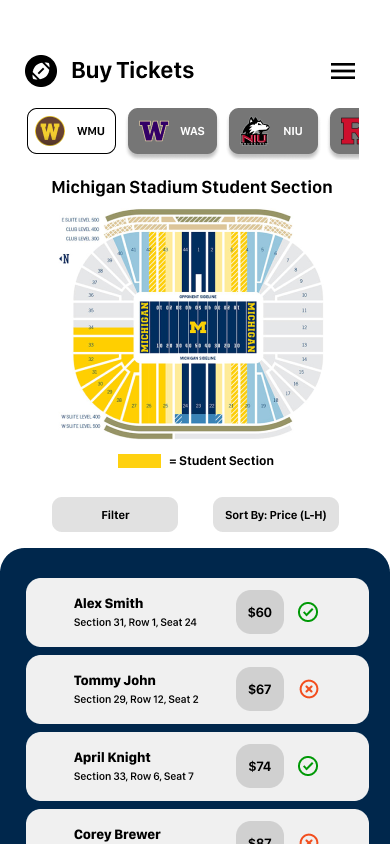 Buy Tickets
W
WMU
W
WAS
NIU
R
Michigan Stadium Student Section
E SUITE LEVEL 500
CLUB LEVEL 400
CLUB LEVEL 300
N
OPPONENT SIDELINE
MICHIGAN
M
MICHIGAN
MICHIGAN SIDELINE
W SUITE LEVEL 400
W SUITE LEVEL 500
= Student Section
Filter
Sort By: Price (L-H)
Alex Smith
$60
Section 31, Row 1, Seat 24
Tommy John
$67
Section 29, Row 12, Seat 2
April Knight
$74
Section 33, Row 6, Seat 7
Corey Brewer
$87